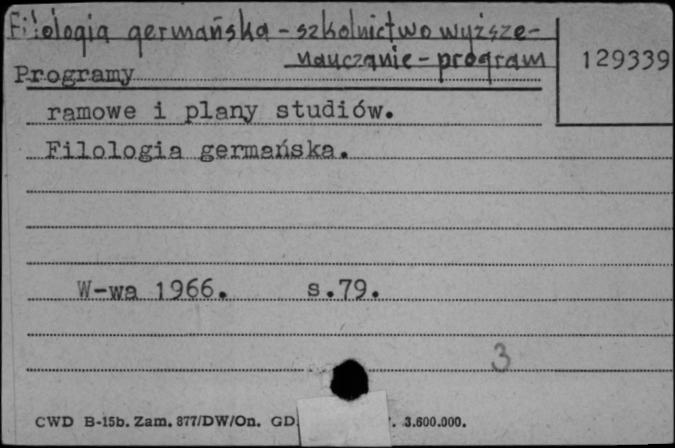 Filologia germańska - szkolnictwo wyższe -
nauczanie - program
129339
Programy
ramowe i plany studiów.
Filologia germańska.
W-wa 1966. s.79.
3
CWD B-15b. Zam. 877/DW/On. GD. 3.600.000.